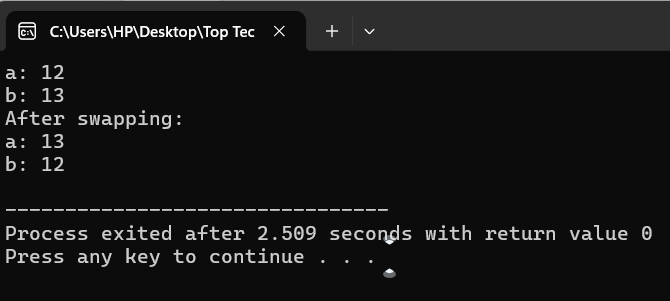 C:\Users\HP\Desktop\Top Tec
a: 12
b: 13
After swapping:
a: 13
b: 12
--------------------------------
Process exited after 2.509 seconds with return value 0
Press any key to continue . . .